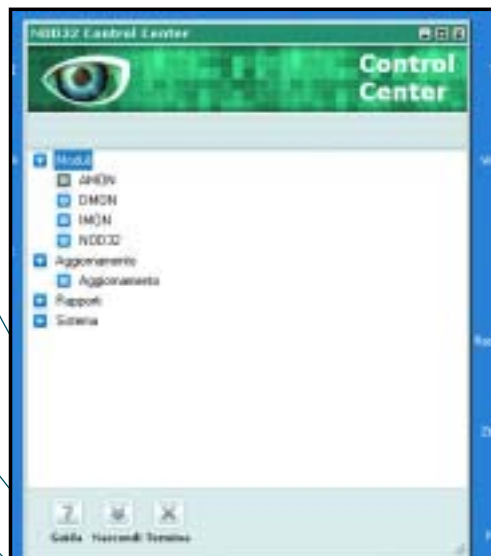 NOD32 Control Center
Control
Center
Moduli
AMON
DMON
IMON
NOD32
Aggiornamento
Aggiornamento
Rapporti
Sistema
Guida Nascondi Termina